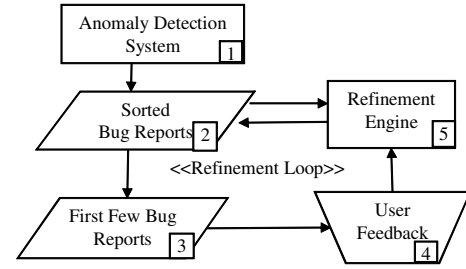 Anomaly Detection
System
1
Sorted
Bug Reports
2
Refinement
Engine
5
<<Refinement Loop>>
First Few Bug
Reports
3
User
Feedback
4